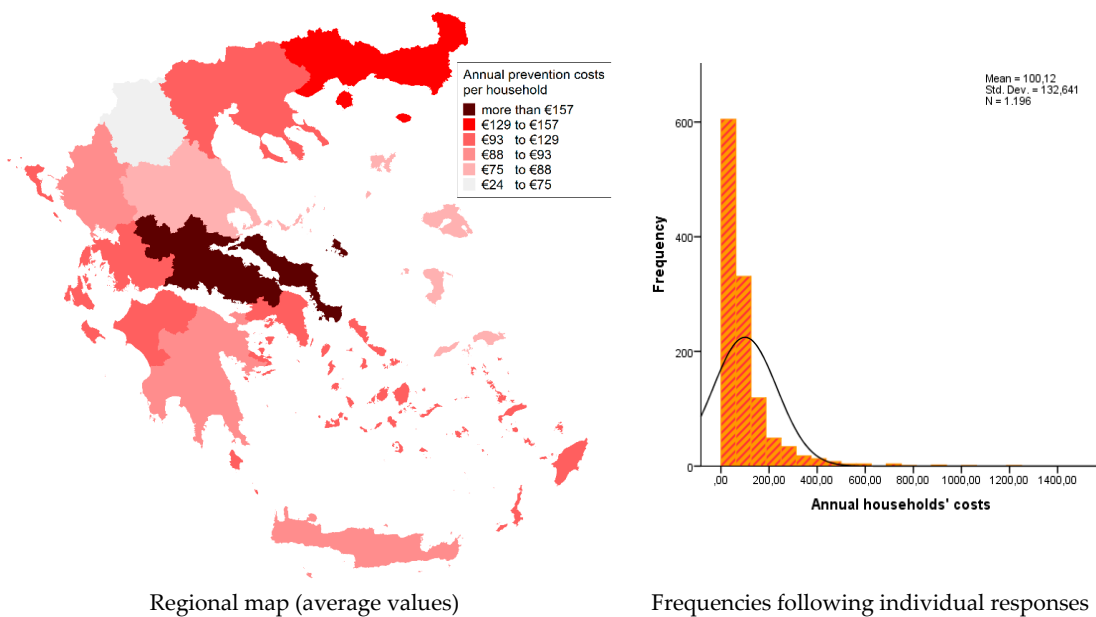 Annual prevention costs
per household
more than €157
€129 to €157
€93 to €129
€88 to €93
€75 to €88
€24 to €75
Mean = 100,12
Std. Dev. = 132,641
N = 1.196
Frequency
600
400
200
0
,00 200,00 400,00 600,00 800,00 1000,00 1200,00 1400,00
Annual households' costs
Regional map (average values)
Frequencies following individual responses